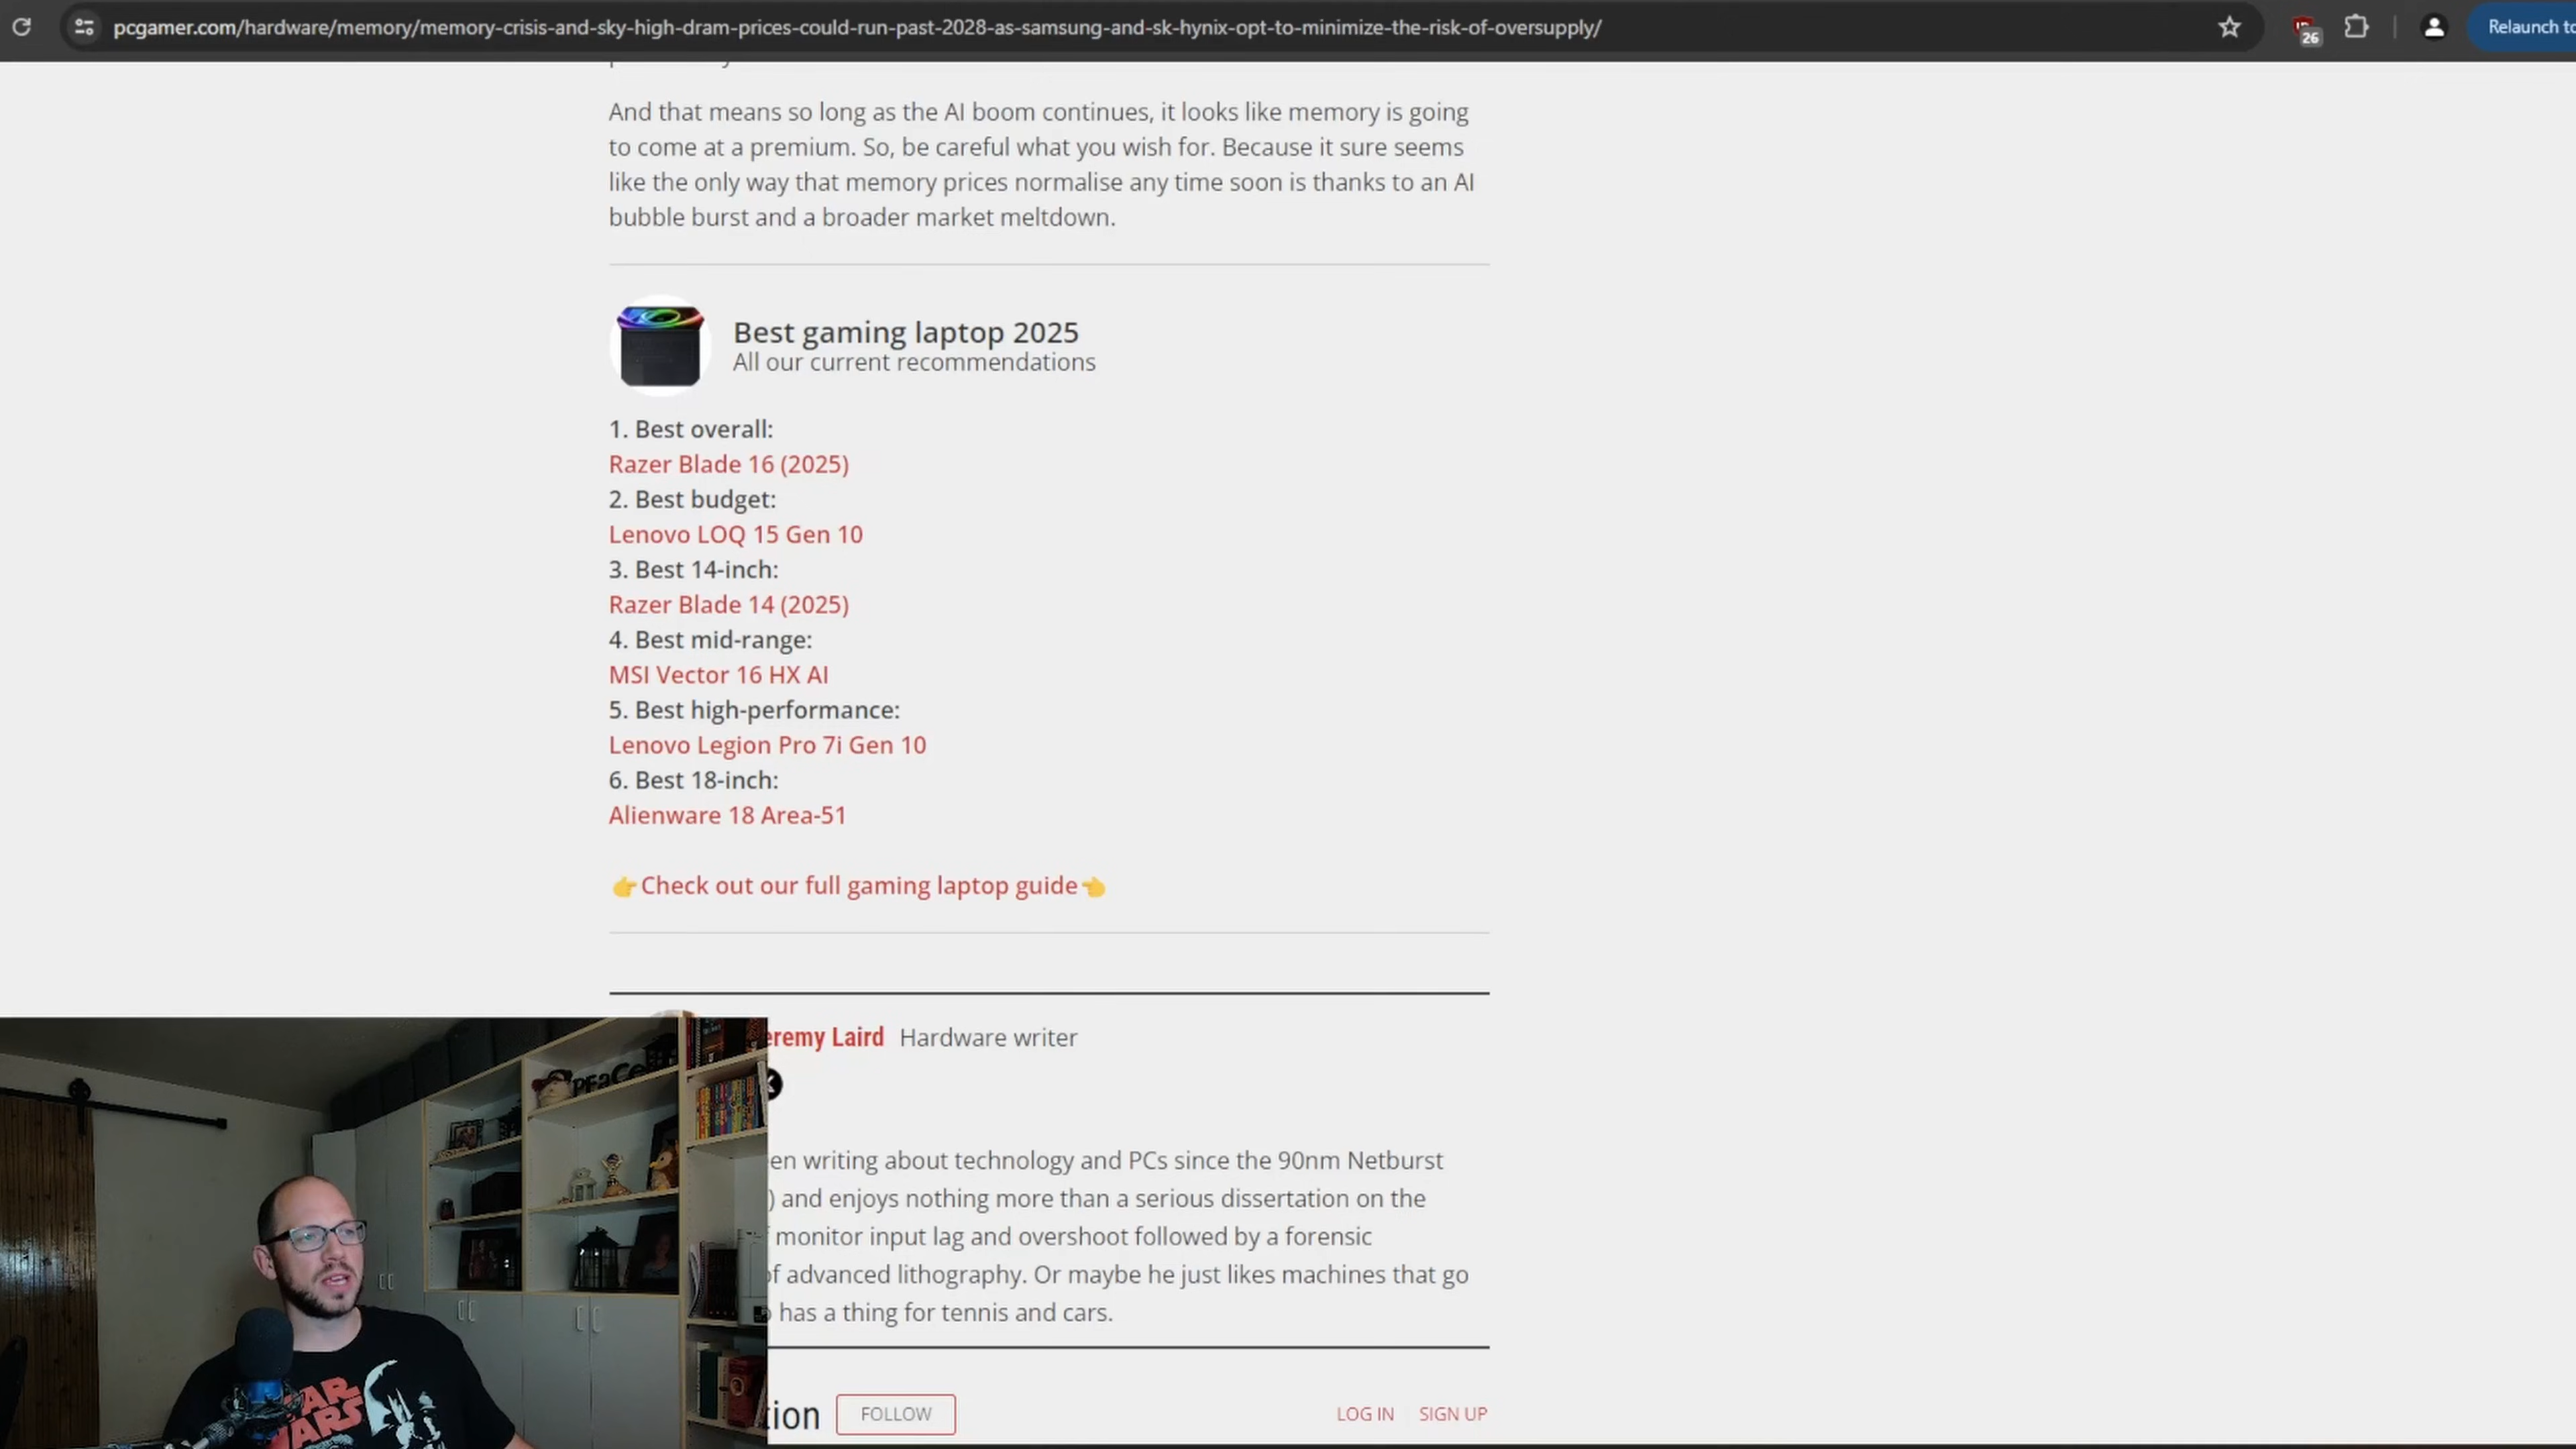 pcgamer.com/hardware/memory/memory-crisis-and-sky-high-dram-prices-could-run-past-2028-as-samsung-and-sk-hynix-opt-to-minimize-the-risk-of-oversupply/
26
Relaunch to
And that means so long as the AI boom continues, it looks like memory is going
to come at a premium. So, be careful what you wish for. Because it sure seems
like the only way that memory prices normalise any time soon is thanks to an AI
bubble burst and a broader market meltdown.
Best gaming laptop 2025
All our current recommendations
1. Best overall:
Razer Blade 16 (2025)
2. Best budget:
Lenovo LOQ 15 Gen 10
3. Best 14-inch:
Razer Blade 14 (2025)
4. Best mid-range:
MSI Vector 16 HX AI
5. Best high-performance:
Lenovo Legion Pro 7i Gen 10
6. Best 18-inch:
Alienware 18 Area-51
👉Check out our full gaming laptop guide👈
eremy Laird Hardware writer
en writing about technology and PCs since the 90nm Netburst
) and enjoys nothing more than a serious dissertation on the
monitor input lag and overshoot followed by a forensic
of advanced lithography. Or maybe he just likes machines that go
has a thing for tennis and cars.
tion FOLLOW LOG IN SIGN UP
STAR
WARS